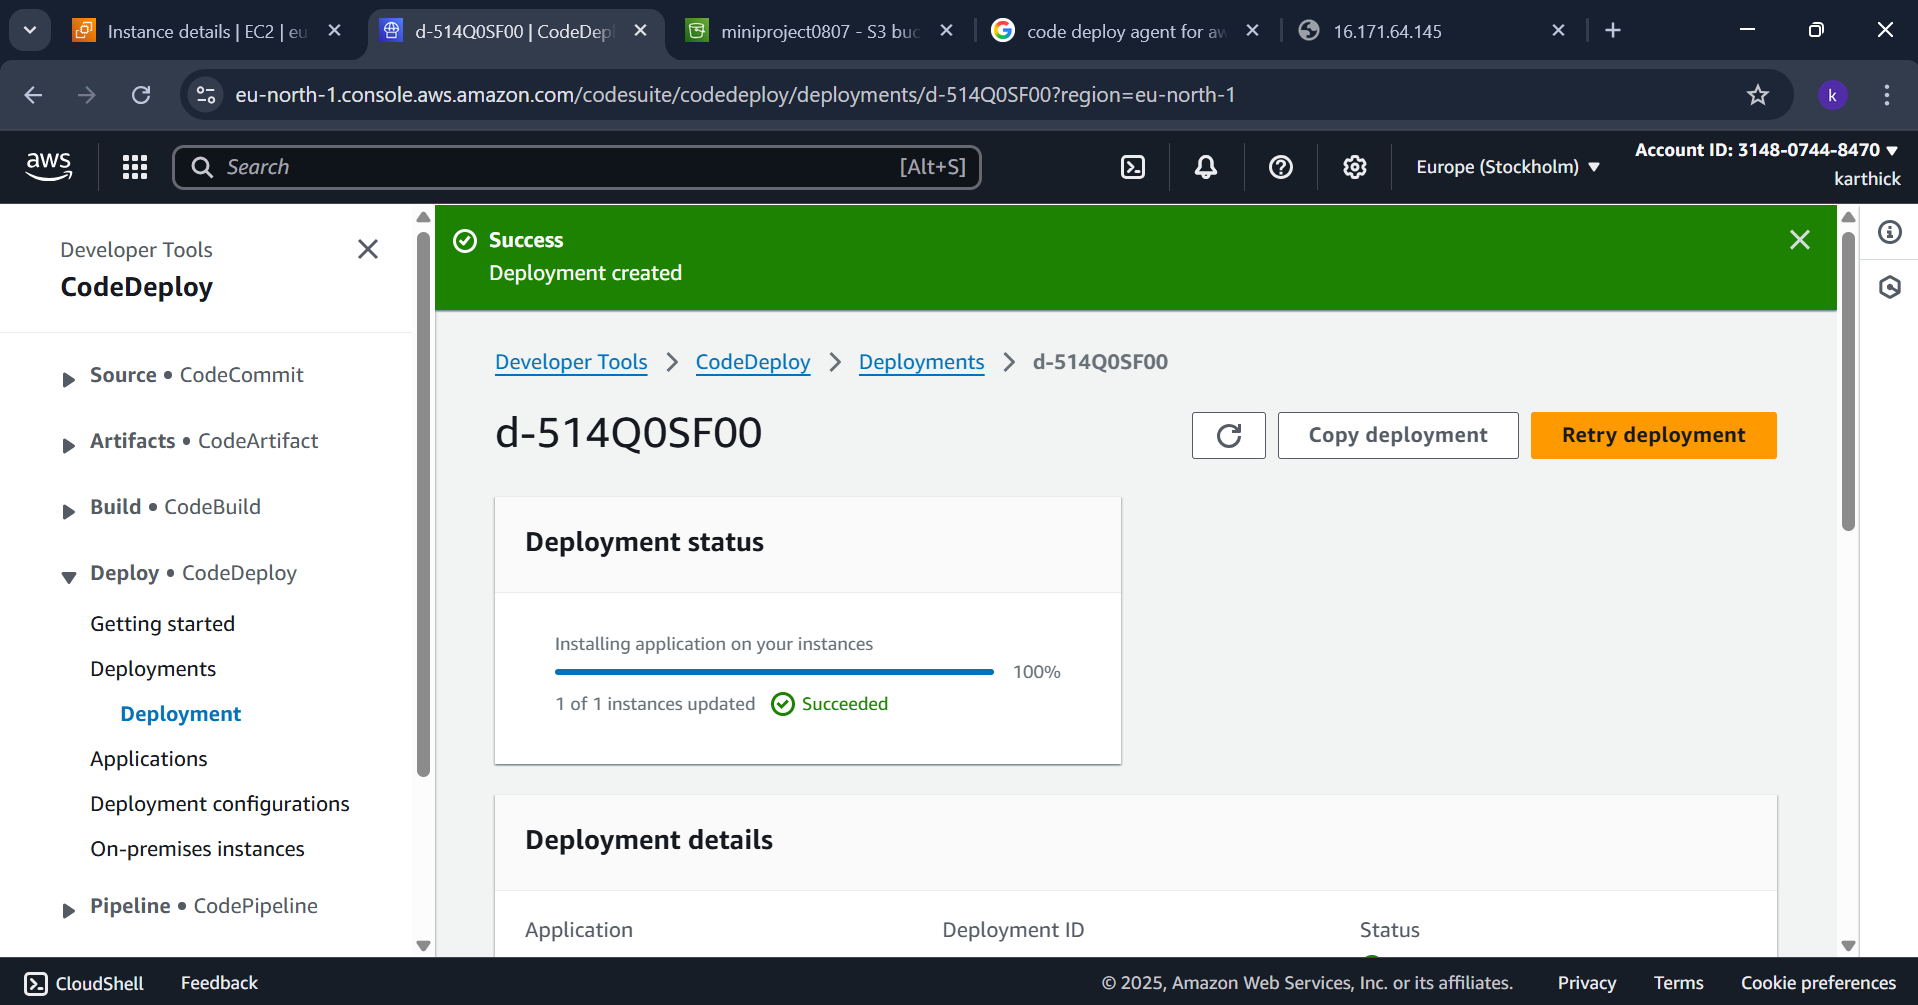 Instance details | EC2 | eu
d-514Q0SF00 | CodeDepl
miniproject0807 - S3 buc
code deploy agent for aw
16.171.64.145
eu-north-1.console.aws.amazon.com/codesuite/codedeploy/deployments/d-514Q0SF00?region=eu-north-1
k
aws
Search
[Alt+S]
Europe (Stockholm)
Account ID: 3148-0744-8470
karthick
Developer Tools
CodeDeploy
Source • CodeCommit
Artifacts • CodeArtifact
Build • CodeBuild
Deploy • CodeDeploy
Getting started
Deployments
Deployment
Applications
Deployment configurations
On-premises instances
Pipeline • CodePipeline
Success
Deployment created
Developer Tools
CodeDeploy
Deployments
d-514Q0SF00
d-514Q0SF00
Copy deployment
Retry deployment
Deployment status
Installing application on your instances
100%
1 of 1 instances updated
Succeeded
Deployment details
Application
Deployment ID
Status
CloudShell
Feedback
© 2025, Amazon Web Services, Inc. or its affiliates.
Privacy
Terms
Cookie preferences